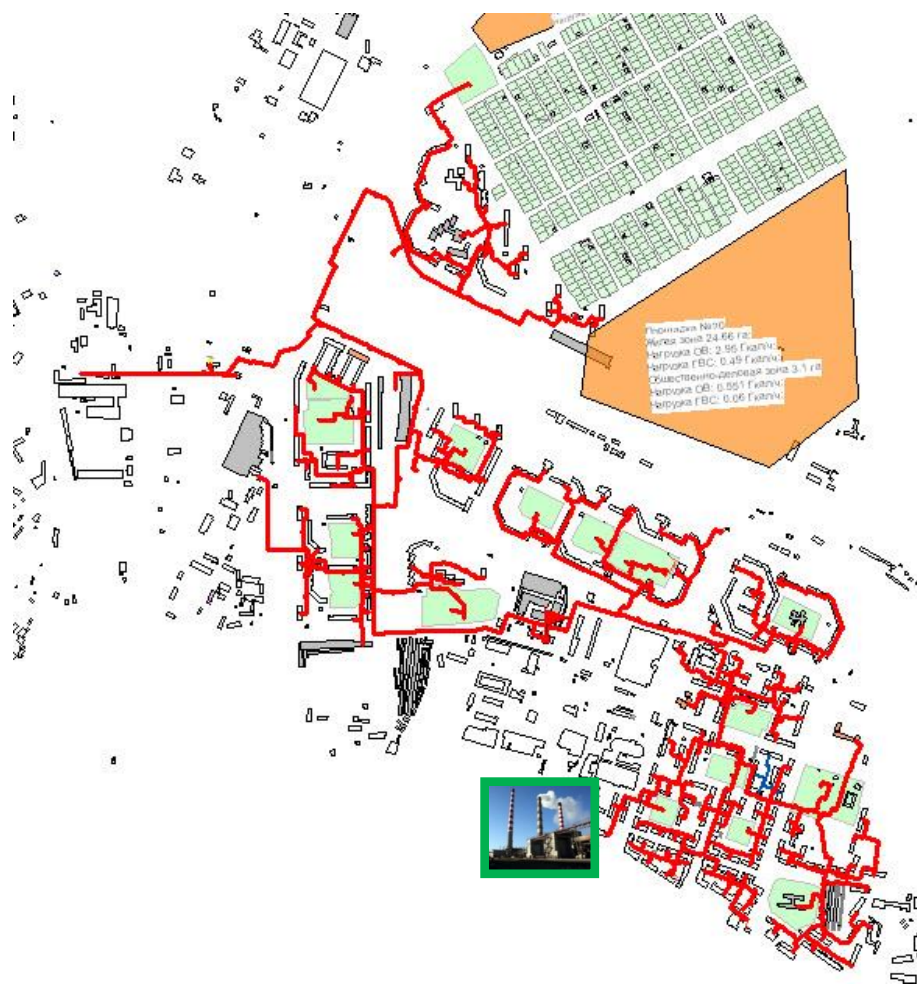 Площадка №30
Жилая зона 24.66 га;
Нагрузка ОВ: 2.95 Гкал/ч;
Нагрузка ГВС: 0.49 Гкал/ч;
Общественно-деловая зона 3.1 га
Нагрузка ОВ: 0.551 Гкал/ч;
Нагрузка ГВС: 0.06 Гкал/ч;